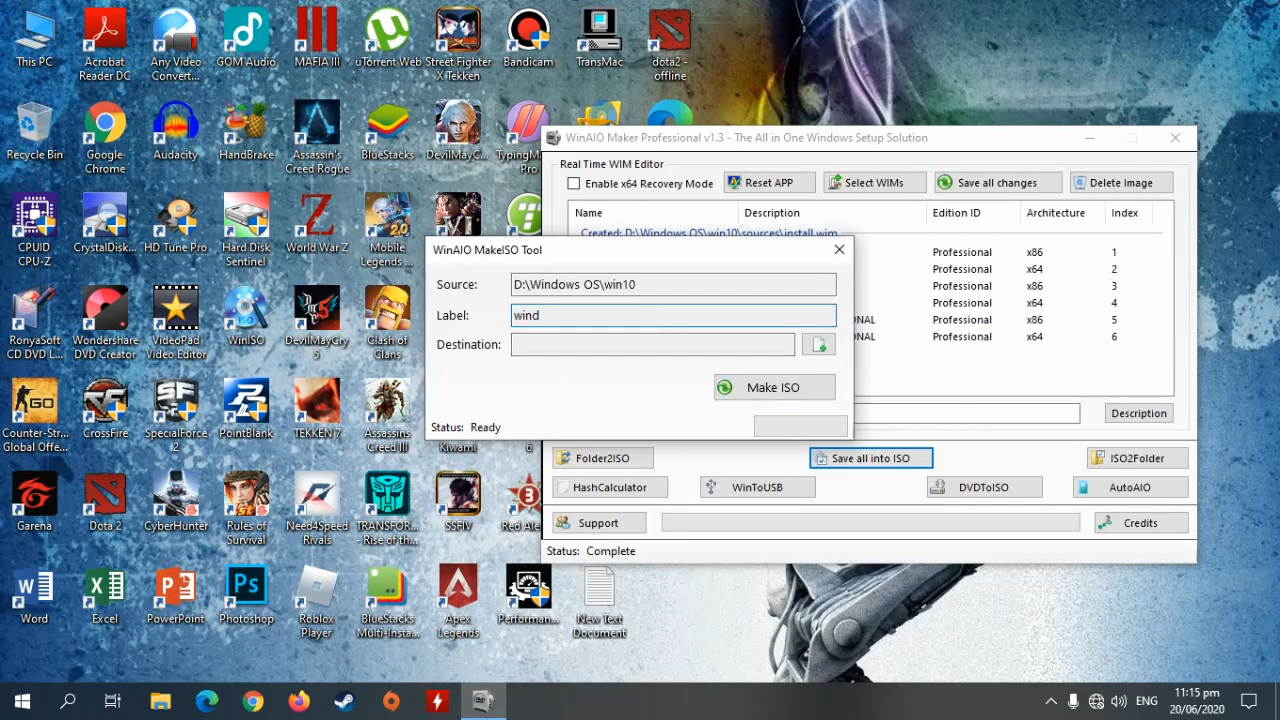 This PC
Acrobat
Reader DC
Any Video
Convert...
GOM Audio
MAFIA III
uTorrent Web
Street Fighter
X Tekken
Bandicam
TransMac
dota2 -
offline
Recycle Bin
Google
Chrome
Audacity
HandBrake
Assassin's
Creed Rogue
BlueStacks
DevilMayC...
TypingM
Pro
CPUID
CPU-Z
CrystalDisk...
HD Tune Pro
Hard Disk
Sentinel
World War Z
Mobile
Legends
RonyaSoft
CD DVD L...
Wondershare
DVD Creator
VideoPad
Video Editor
WinISO
DevilMayCry
5
Clash of
Clans
Counter-Str...
Global Offe...
CrossFire
SpecialForce
2
PointBlank
TEKKEN 7
Assassins
Creed III
Kiwami
6
Garena
Dota 2
CyberHunter
Rules of
Survival
Need4Speed
Rivals
TRANSFOR...
- Rise of th...
SSFIV
Red Ale
Word
Excel
PowerPoint
Photoshop
Roblox
Player
BlueStacks
Multi-Insta...
Apex
Legends
Performan...
New Text
Document
WinAIO Maker Professional v1.3 - The All in One Windows Setup Solution
Real Time WIM Editor
Enable x64 Recovery Mode
Reset APP
Select WIMs
Save all changes
Delete Image
Name Description Edition ID Architecture Index
Created: D:\Windows OS\win10\sources\install.wim
Professional x86 1
Professional x64 2
Professional x86 3
Professional x64 4
ONAL Professional x86 5
ONAL Professional x64 6
Description
WinAIO MakeISO Tool
Source: D:\Windows OS\win10
Label: wind
Destination:
Make ISO
Status: Ready
Folder2ISO
Save all into ISO
ISO2Folder
HashCalculator
WinToUSB
DVDToISO
AutoAIO
Support
Credits
Status: Complete
ENG
11:15 pm
20/06/2020